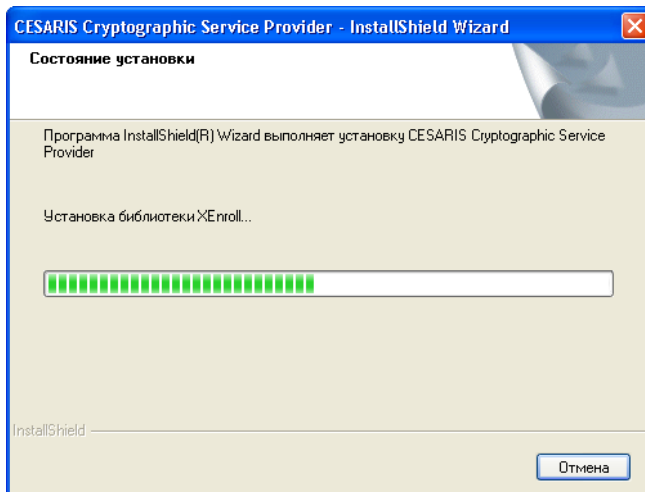 CESARIS Cryptographic Service Provider - InstallShield Wizard
Состояние установки
Программа InstallShield(R) Wizard выполняет установку CESARIS Cryptographic Service
Provider
Установка библиотеки XEnroll...
InstallShield
Отмена